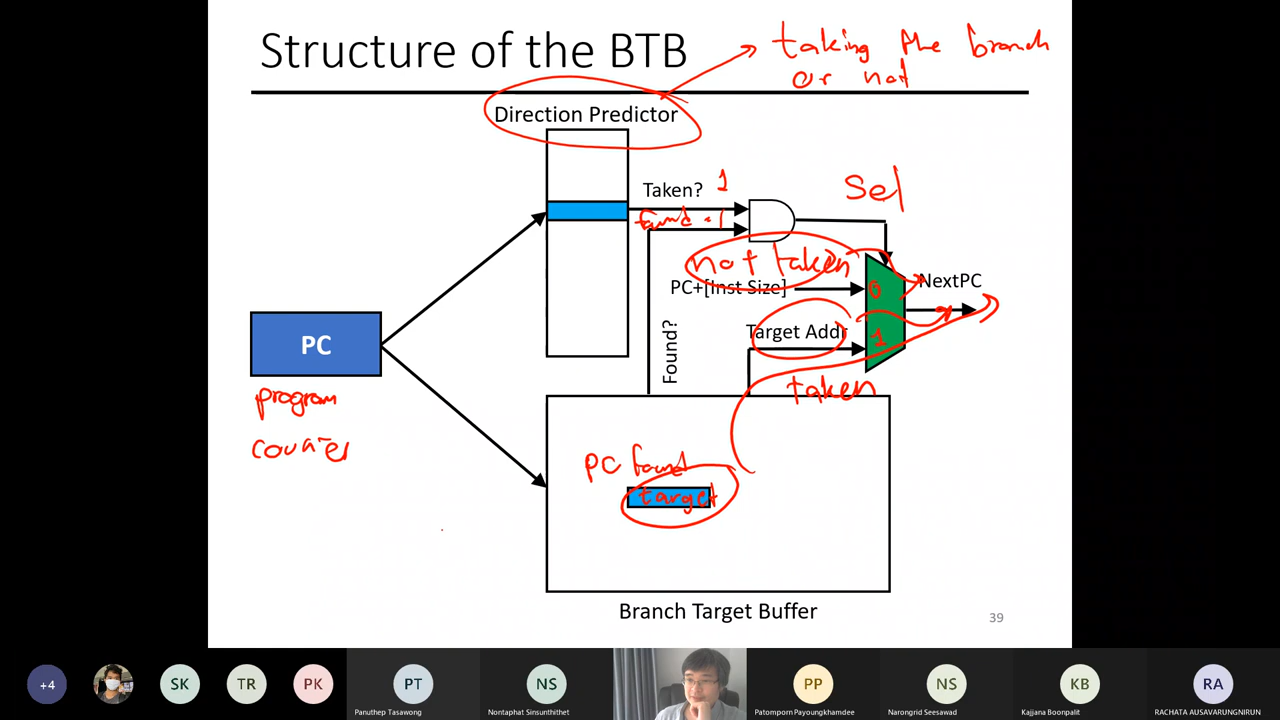 Structure of the BTB
taking the branch
or not
Direction Predictor
Taken? 1
found = 1
Sel
not taken
PC+[Inst Size]
0
NextPC
Found?
Target Addr
1
taken
PC
program
counter
PC found
target
Branch Target Buffer
39
+4
SK
TR
PK
PT
Panuthep Tasawong
NS
Nontaphat Sinsunthithet
PP
Patomporn Payoungkhamdee
NS
Narongrid Seesawad
KB
Kajjana Boonpalit
RA
RACHATA AUSAVARUNGNIRUN